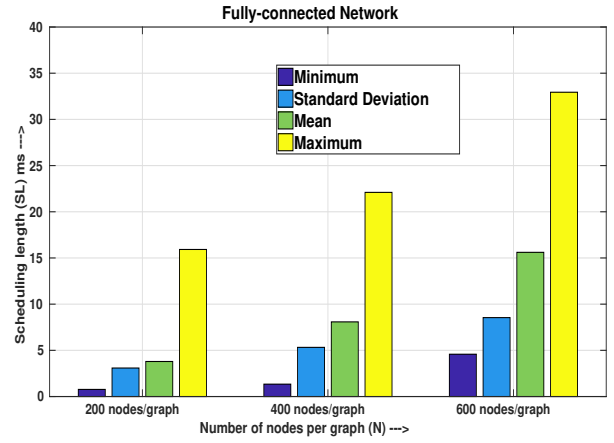 Fully-connected Network
Scheduling length (SL) ms --->
40
35
30
25
20
15
10
5
0
Minimum
Standard Deviation
Mean
Maximum
200 nodes/graph
400 nodes/graph
600 nodes/graph
Number of nodes per graph (N) --->